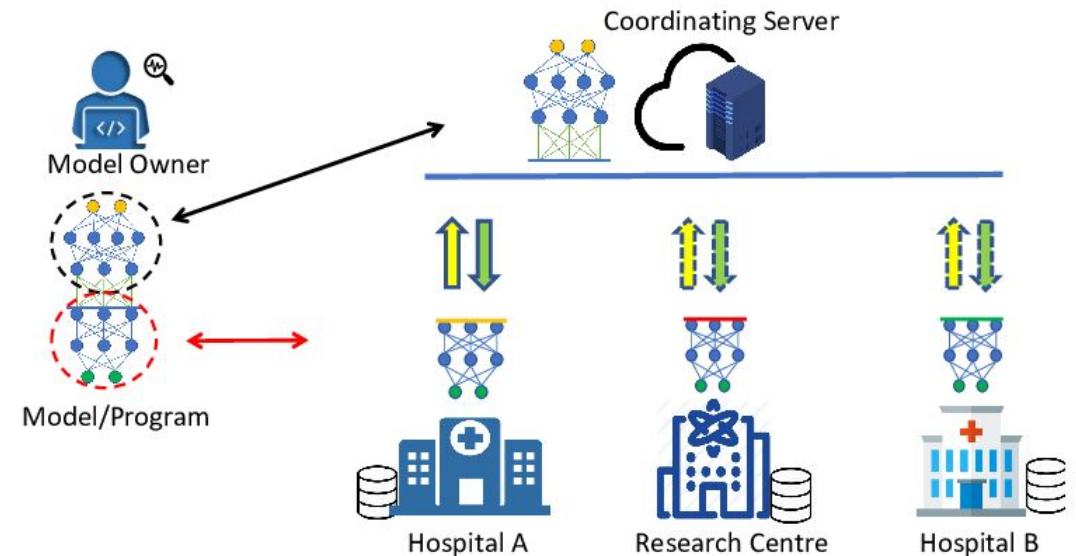 Coordinating Server
</>
Model Owner
Model/Program
Hospital A
Research Centre
Hospital B